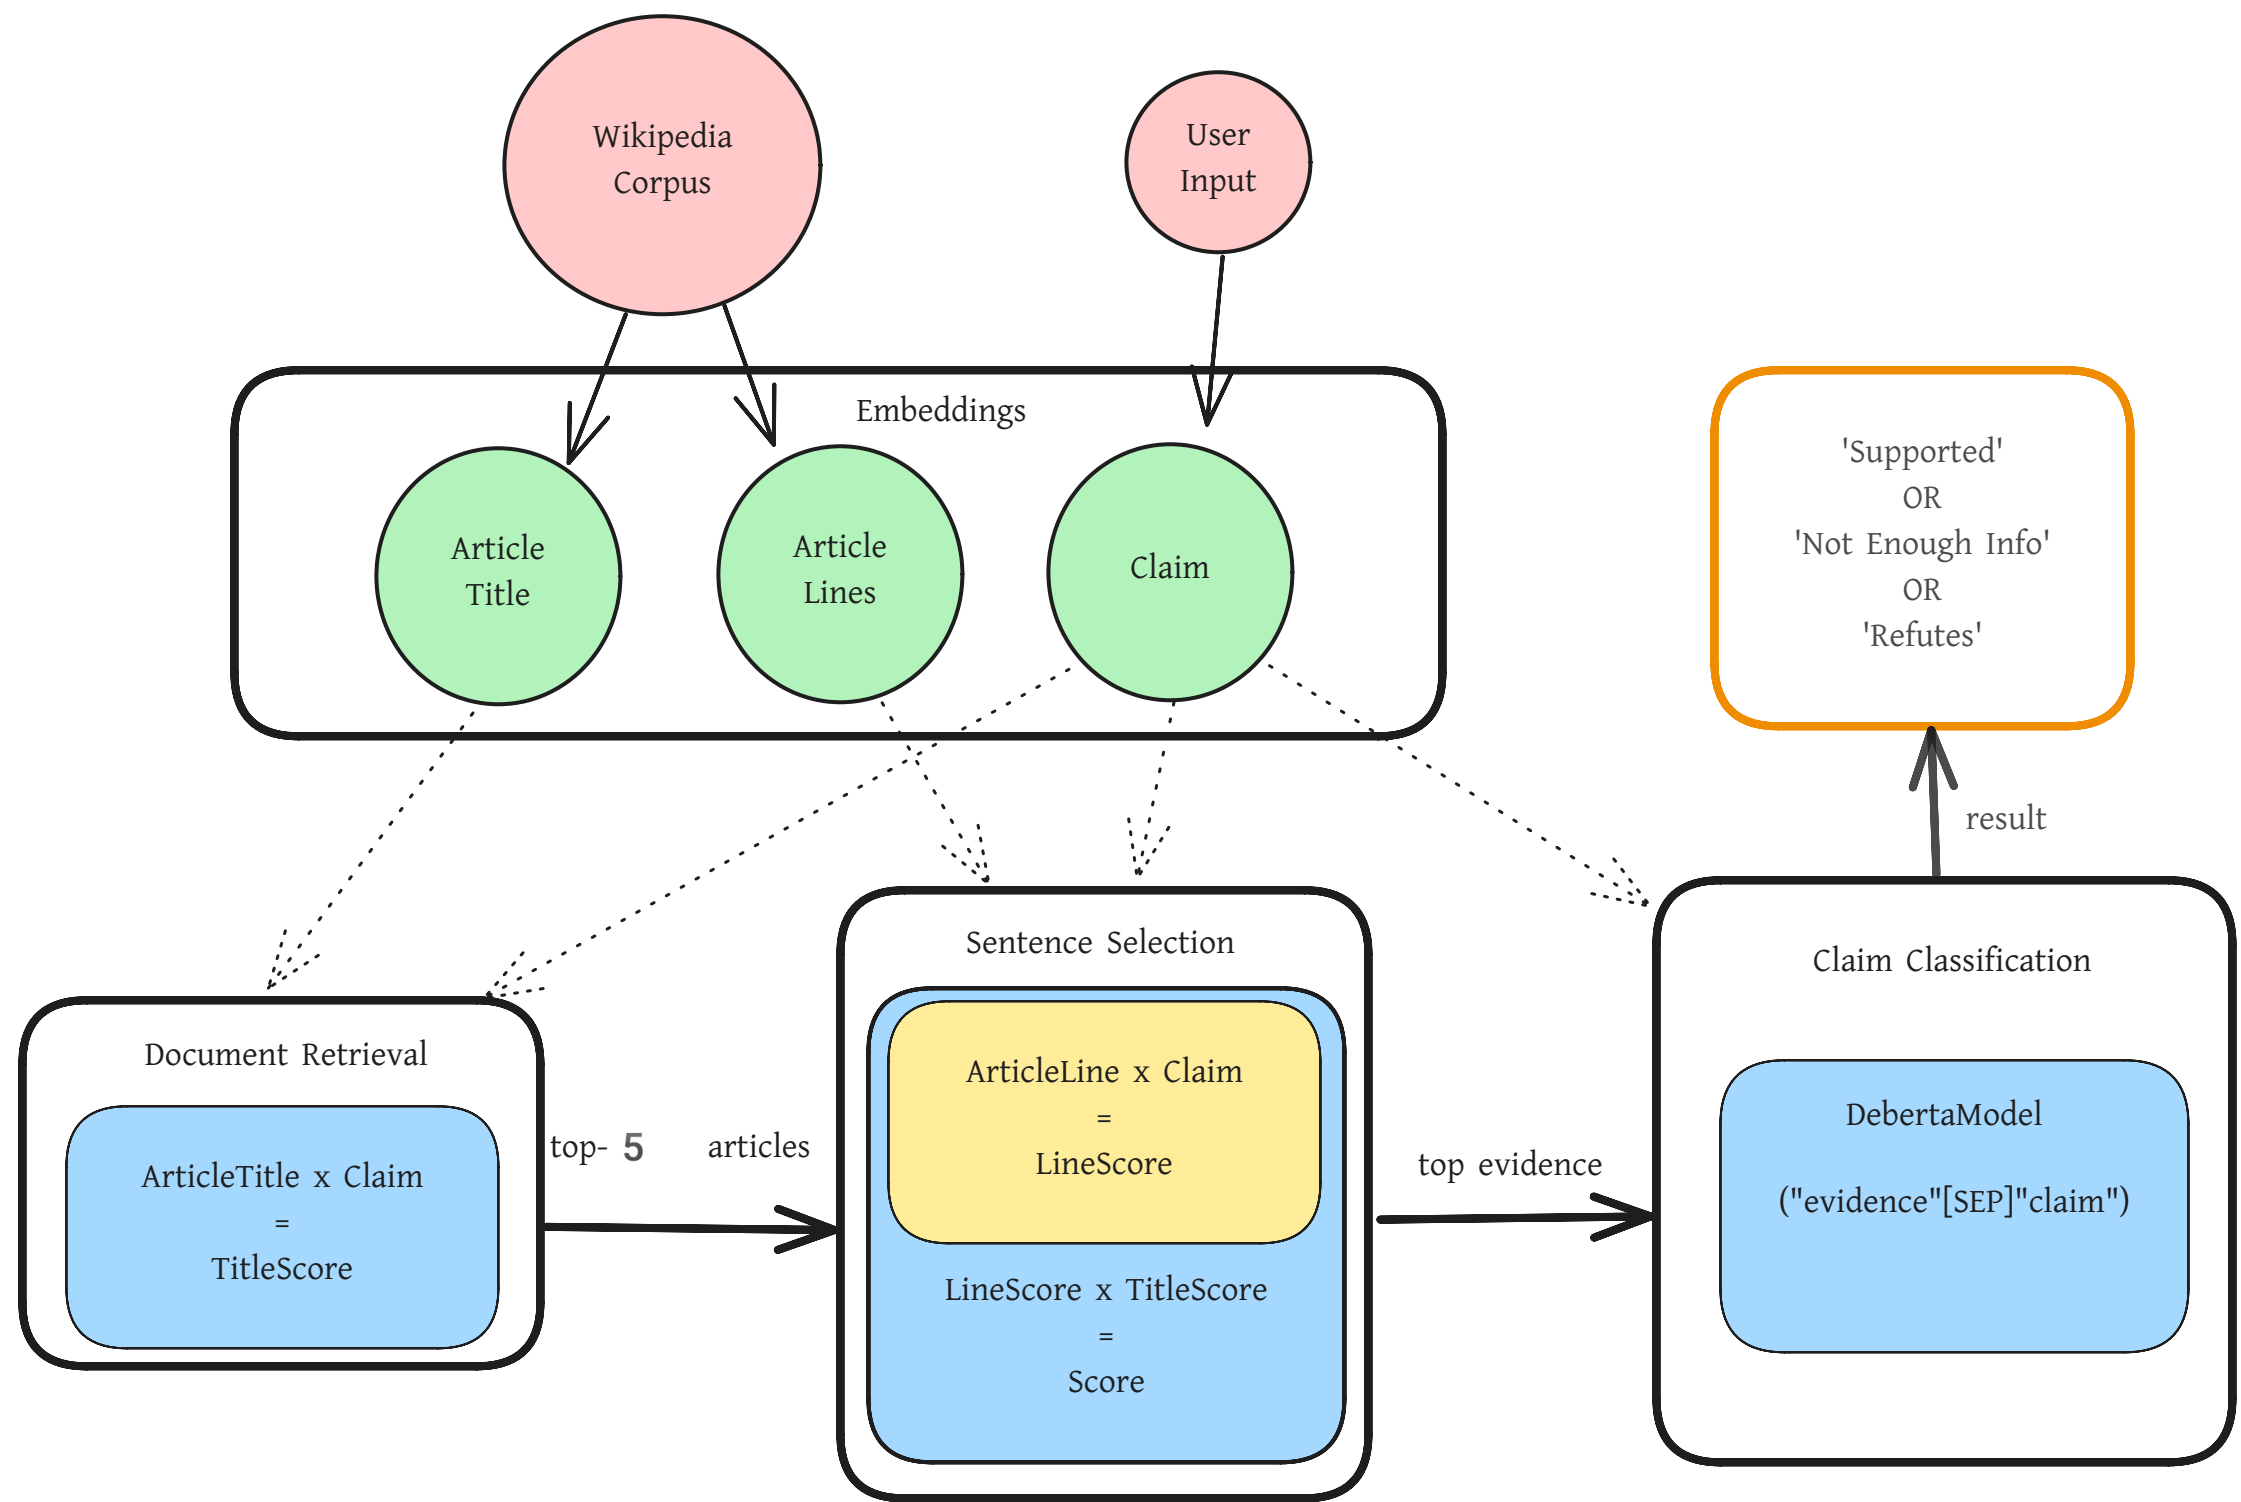 Wikipedia
Corpus
User
Input
Embeddings
Article
Title
Article
Lines
Claim
'Supported'
OR
'Not Enough Info'
OR
'Refutes'
result
Document Retrieval
ArticleTitle x Claim
=
TitleScore
top- 5 articles
Sentence Selection
ArticleLine x Claim
=
LineScore
LineScore x TitleScore
=
Score
top evidence
Claim Classification
DebertaModel
("evidence"[SEP]"claim")